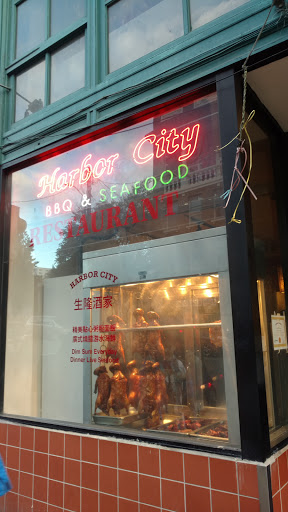 Harbor City
BBQ & SEAFOOD
RESTAURANT
HARBOR CITY
生隆酒家
Dim Sum Everyday
Dinner Live Seafood